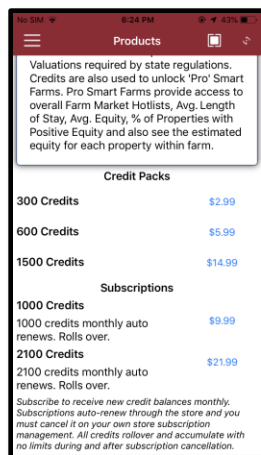 No SIM 6:24 PM 43%
Products
Valuations required by state regulations.
Credits are also used to unlock 'Pro' Smart
Farms. Pro Smart Farms provide access to
overall Farm Market Hotlists, Avg. Length
of Stay, Avg. Equity, % of Properties with
Positive Equity and also see the estimated
equity for each property within farm.
Credit Packs
300 Credits $2.99
600 Credits $5.99
1500 Credits $14.99
Subscriptions
1000 Credits
1000 credits monthly auto $9.99
renews. Rolls over.
2100 Credits
2100 credits monthly auto $21.99
renews. Rolls over.
Subscribe to receive new credit balances monthly.
Subscriptions auto-renew through the store and you
must cancel it on your own store subscription
management. All credits rollover and accumulate with
no limits during and after subscription cancellation.